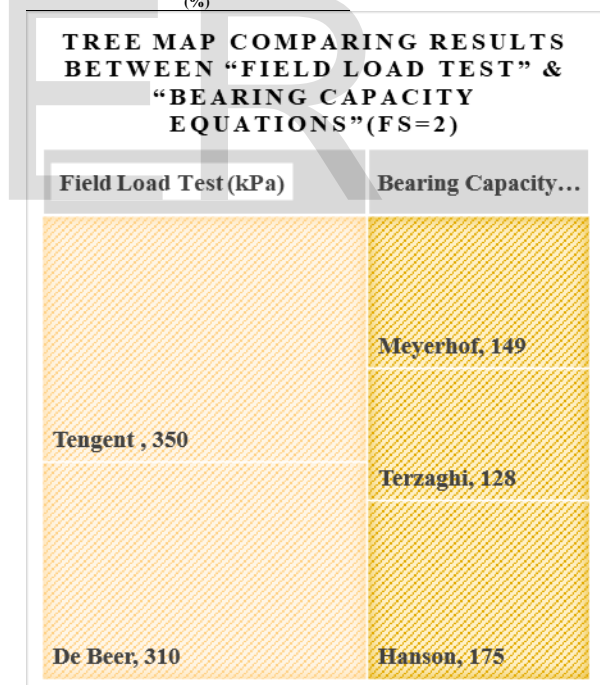 (%)
TREE MAP COMPARING RESULTS
BETWEEN “FIELD LOAD TEST” &
“BEARING CAPACITY
EQUATIONS”(FS=2)
Field Load Test (kPa)
Bearing Capacity…
Tengent , 350
De Beer, 310
Meyerhof, 149
Terzaghi, 128
Hanson, 175
ER